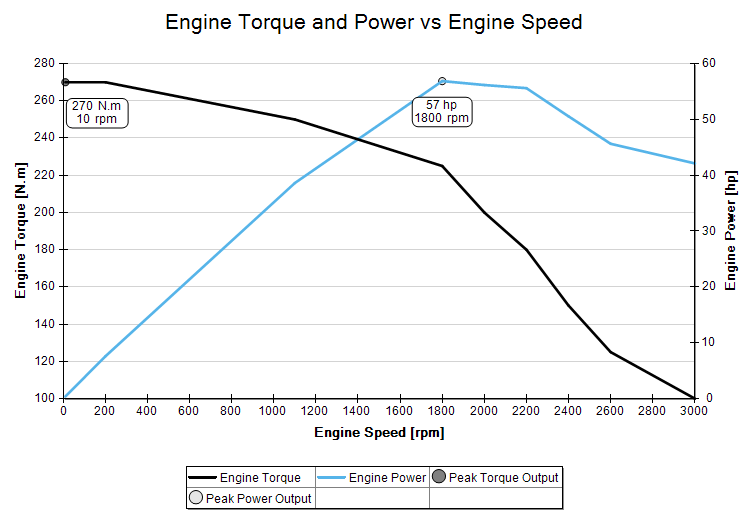 Engine Torque and Power vs Engine Speed
Engine Torque [N.m]
280
260
240
220
200
180
160
140
120
100
270 N.m
10 rpm
57 hp
1800 rpm
60
50
40
30
20
10
0
Engine Power [hp]
0 200 400 600 800 1000 1200 1400 1600 1800 2000 2200 2400 2600 2800 3000
Engine Speed [rpm]
Engine Torque Engine Power Peak Torque Output
Peak Power Output